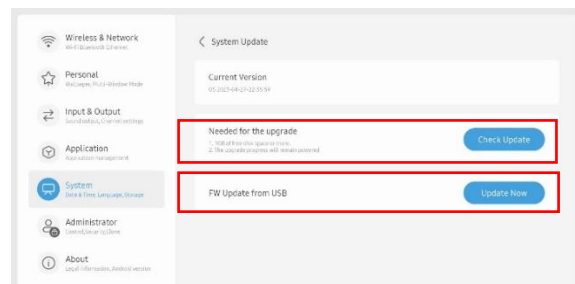 Wireless & Network
Wi-Fi Bluetooth Ethernet
Personal
Wallpaper, Multi-Window Mode
Input & Output
Sound output, Channel settings
Application
Application management
System
Date & Time, Language, Storage
Administrator
Control, Security, Clone
About
Legal Information, Android version
System Update
Current Version
Needed for the upgrade
1. 1GB of free disk space or more.
2. The upgrade progress will remain powered.
Check Update
FW Update from USB
Update Now